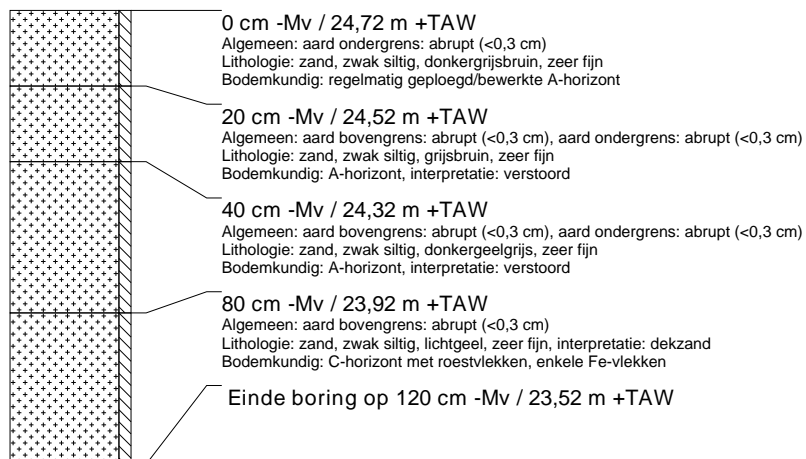 0 cm -Mv / 24,72 m +TAW
Algemeen: aard ondergrens: abrupt (<0,3 cm)
Lithologie: zand, zwak siltig, donkergrijsbruin, zeer fijn
Bodemkundig: regelmatig geploegd/bewerkte A-horizont
20 cm -Mv / 24,52 m +TAW
Algemeen: aard bovengrens: abrupt (<0,3 cm), aard ondergrens: abrupt (<0,3 cm)
Lithologie: zand, zwak siltig, grijsbruin, zeer fijn
Bodemkundig: A-horizont, interpretatie: verstoord
40 cm -Mv / 24,32 m +TAW
Algemeen: aard bovengrens: abrupt (<0,3 cm), aard ondergrens: abrupt (<0,3 cm)
Lithologie: zand, zwak siltig, donkergeelgrijs, zeer fijn
Bodemkundig: A-horizont, interpretatie: verstoord
80 cm -Mv / 23,92 m +TAW
Algemeen: aard bovengrens: abrupt (<0,3 cm)
Lithologie: zand, zwak siltig, lichtgeel, zeer fijn, interpretatie: dekzand
Bodemkundig: C-horizont met roestvlekken, enkele Fe-vlekken
Einde boring op 120 cm -Mv / 23,52 m +TAW